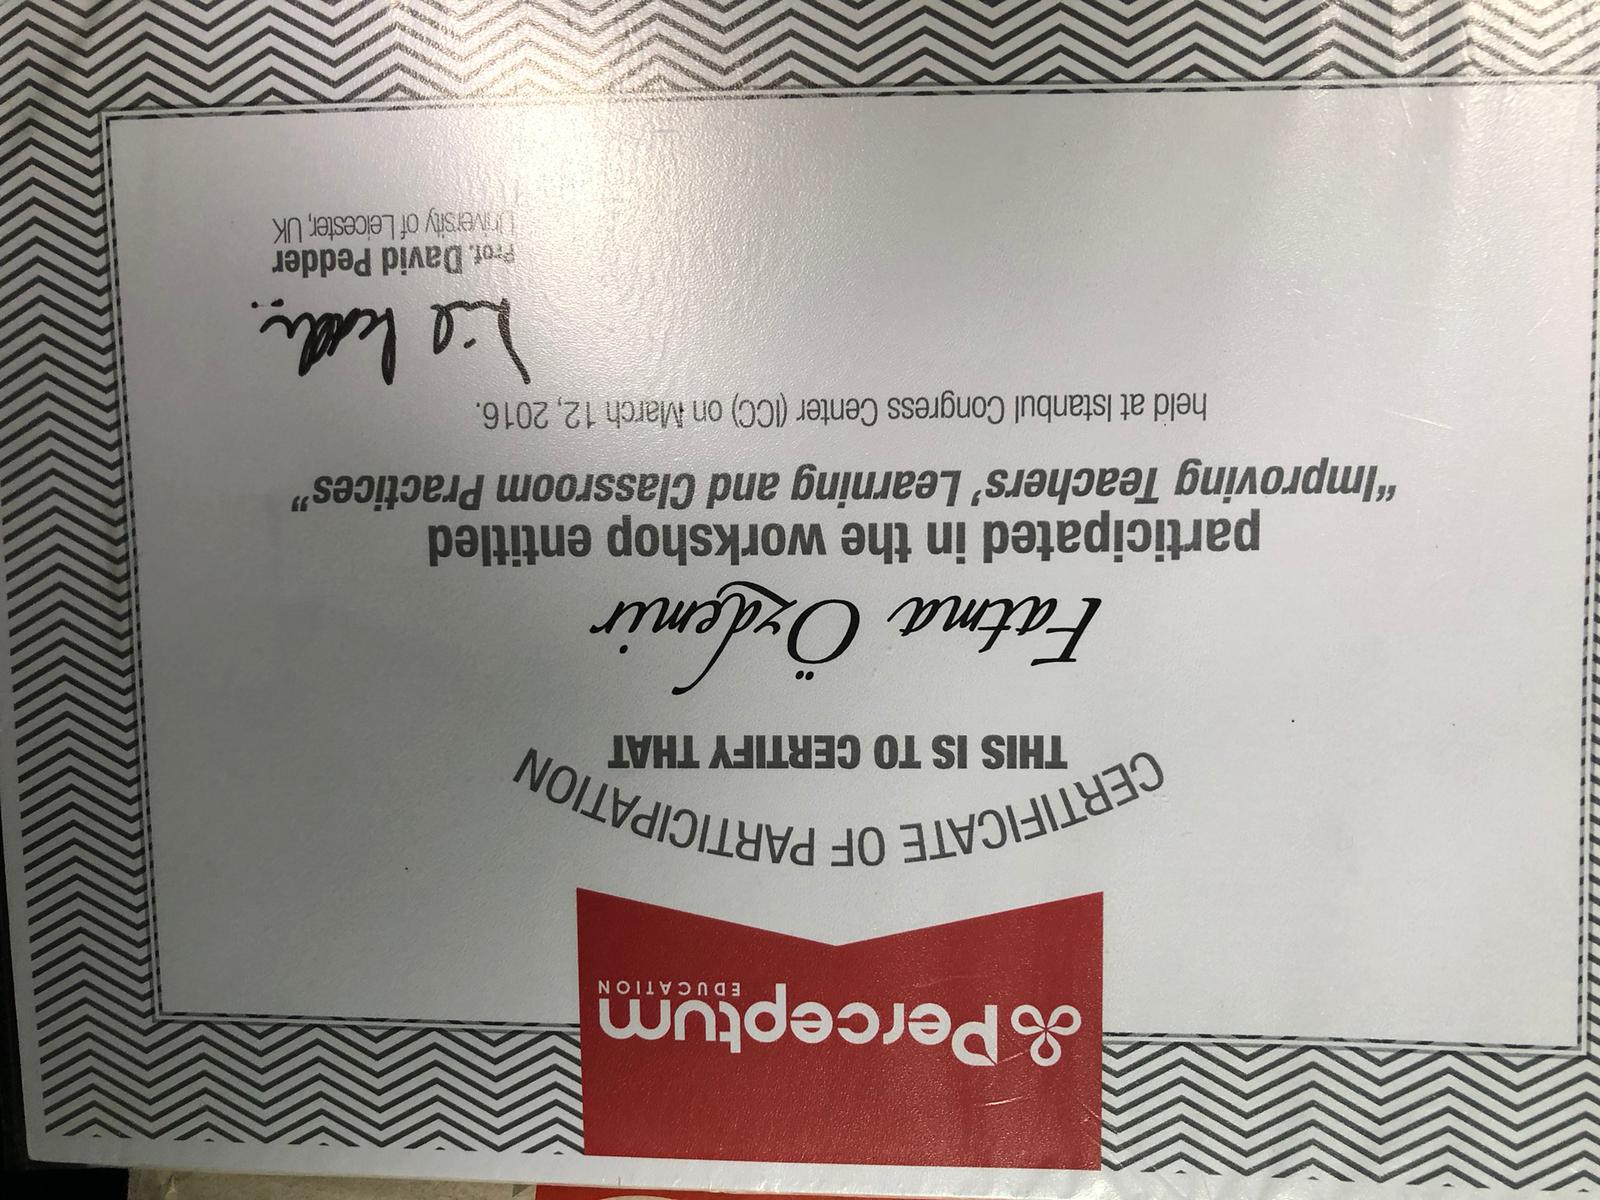 Perceptum
EDUCATION
CERTIFICATE OF PARTICIPATION
THIS IS TO CERTIFY THAT
Fatma Özdemir
participated in the workshop entitled
“Improving Teachers’ Learning and Classroom Practices”
held at Istanbul Congress Center (ICC) on March 12, 2016.
Prof. David Pedder
University of Leicester, UK